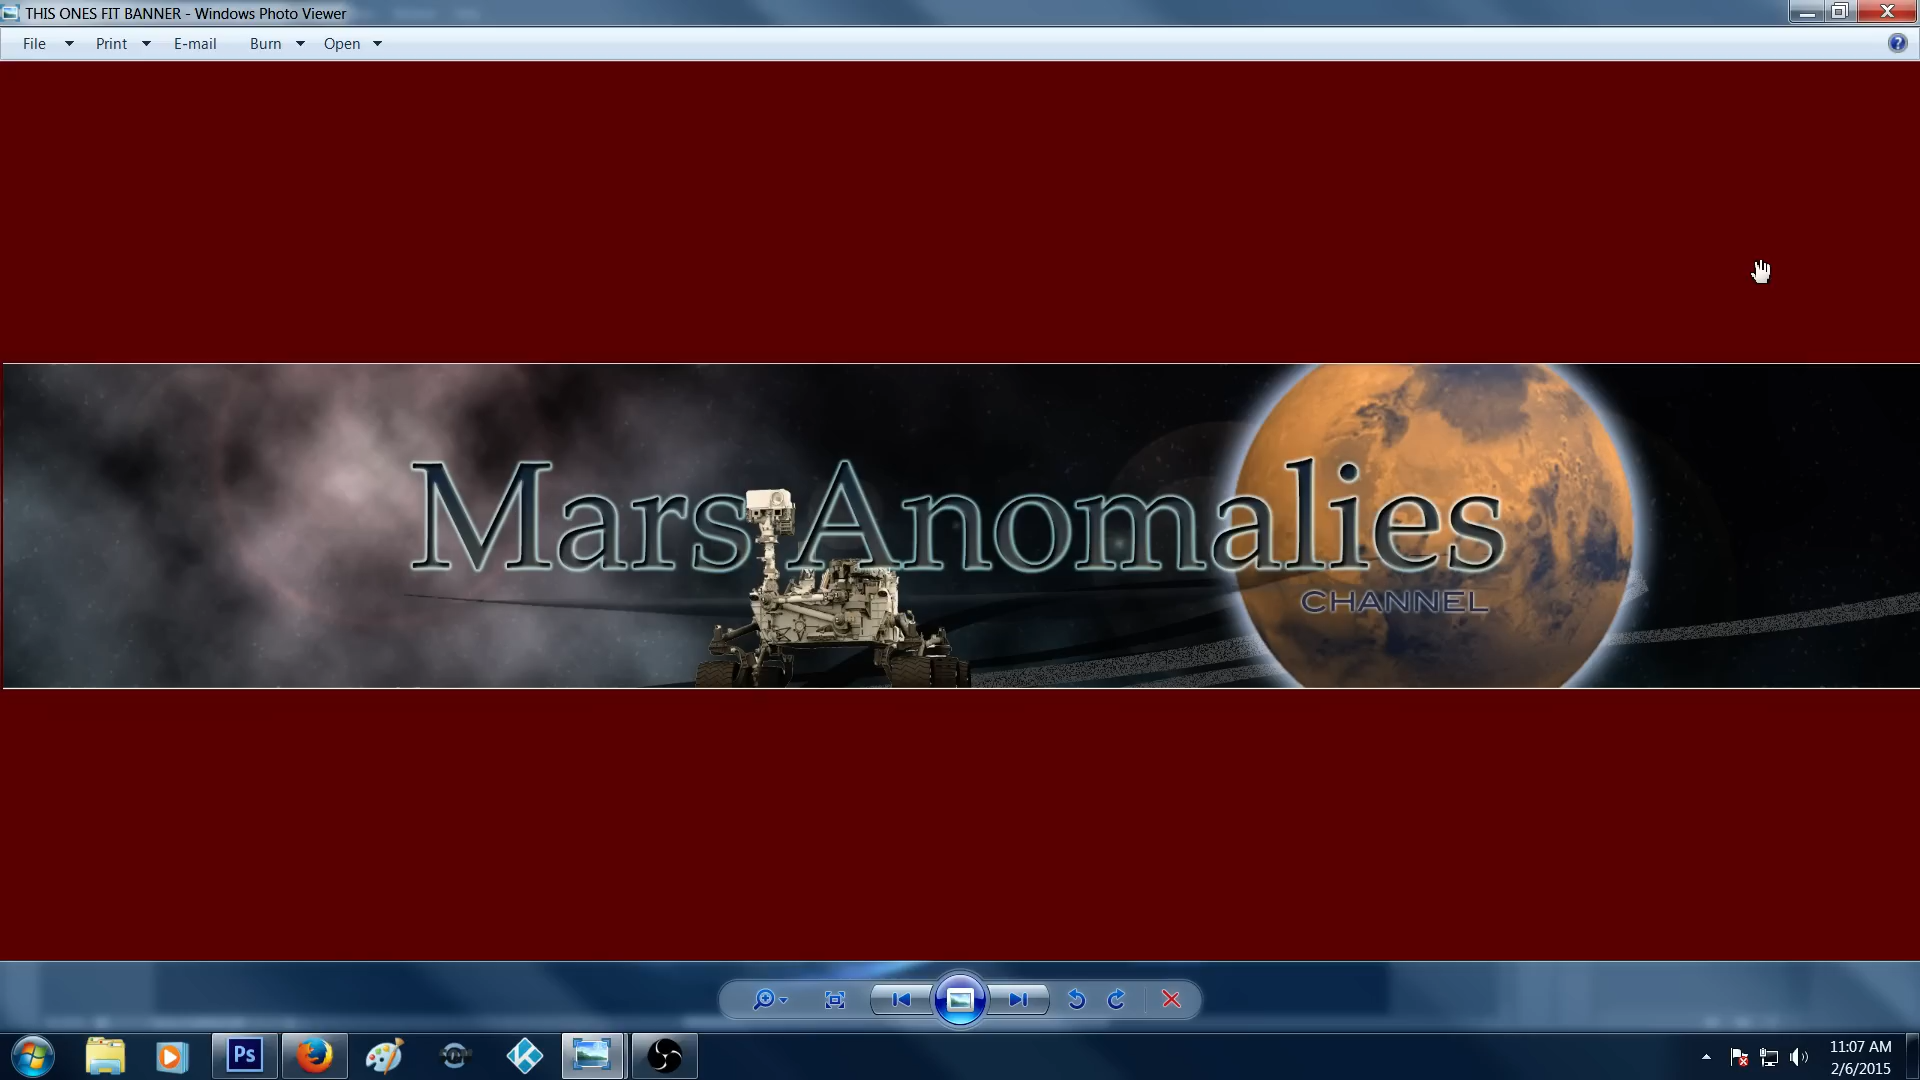 THIS ONES FIT BANNER - Windows Photo Viewer
File Print E-mail Burn Open
Mars Anomalies
CHANNEL
Ps
11:07 AM
2/6/2015